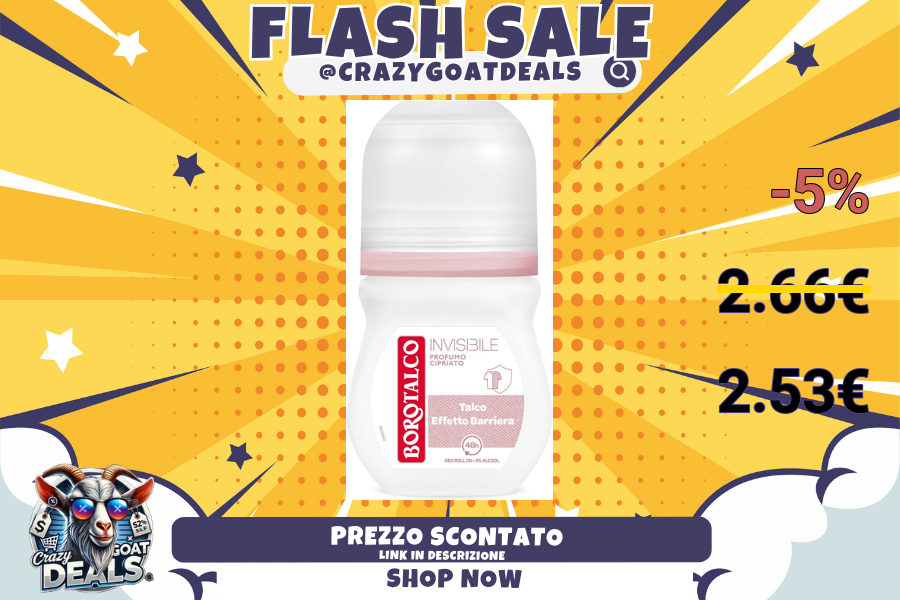 FLASH SALE
@CRAZYGOATDEALS
-5%
2.66€
2.53€
BOROTALCO
INVISIBILE
PROFUMO
CIPRIATO
Talco
Effetto Barriera
48h
DEO ROLL ON - 0% ALCOOL
$
52%
Crazy
GOAT
DEALS
PREZZO SCONTATO
LINK IN DESCRIZIONE
SHOP NOW